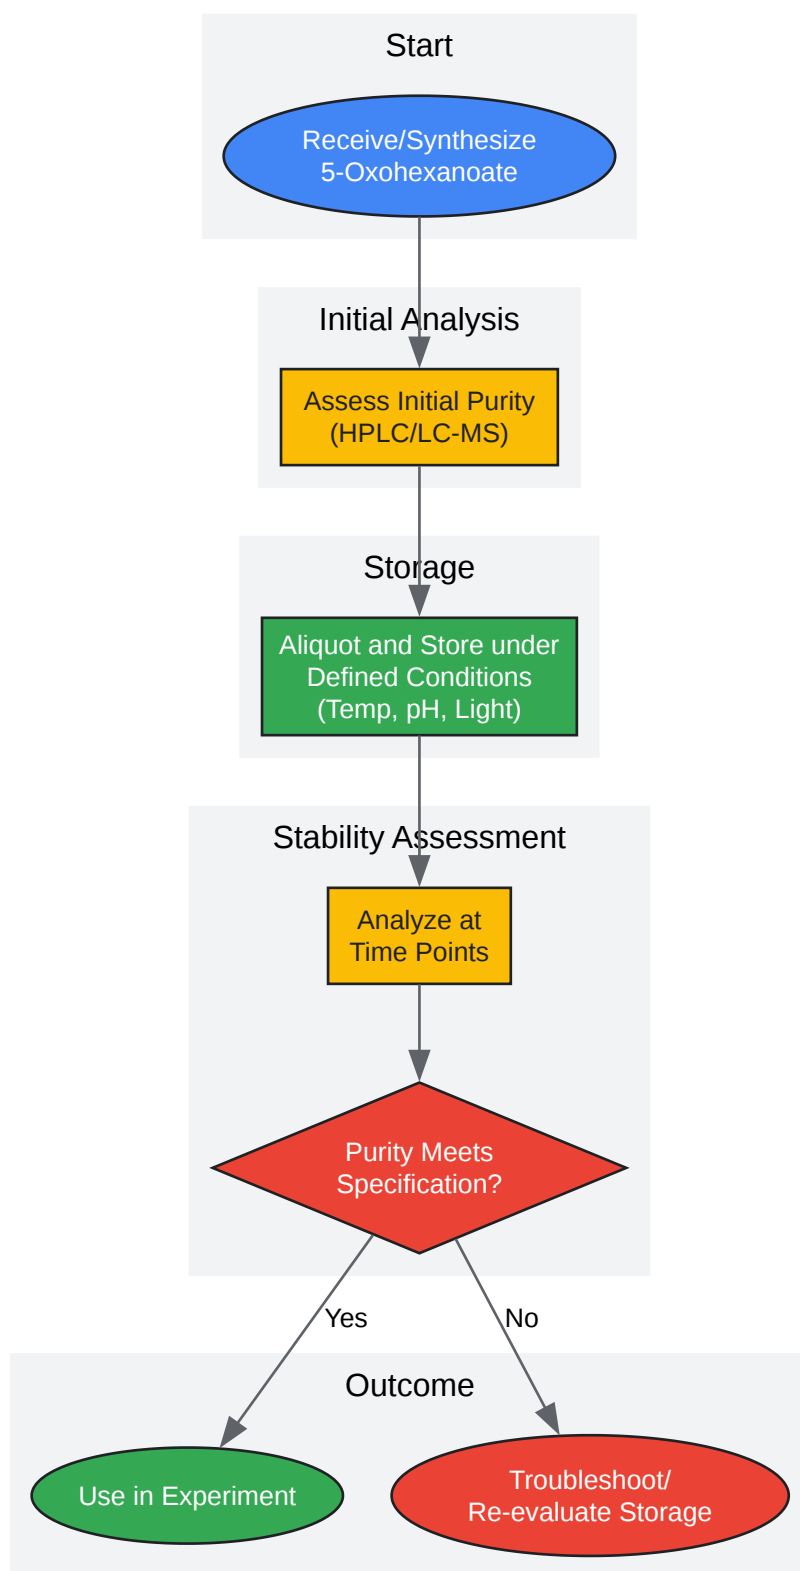 Start
Receive/Synthesize
5-Oxohexanoate
Initial Analysis
Assess Initial Purity
(HPLC/LC-MS)
Storage
Aliquot and Store under
Defined Conditions
(Temp, pH, Light)
Stability Assessment
Analyze at
Time Points
Purity Meets
Specification?
Yes
No
Outcome
Use in Experiment
Troubleshoot/
Re-evaluate Storage